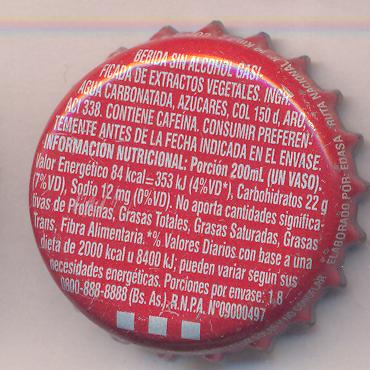 BEBIDA SIN ALCOHOL GASI-
FICADA DE EXTRACTOS VEGETALES. INGR.
AGUA CARBONATADA, AZUCARES, COL 150 d, ARO,
ACI 338. CONTIENE CAFEÍNA. CONSUMIR PREFEREN-
TEMENTE ANTES DE LA FECHA INDICADA EN EL ENVASE.
INFORMACIÓN NUTRICIONAL: Porción 200mL (UN VASO).
Valor Energético 84 kcal=353 kJ (4%VD*), Carbohidratos 22 g
(7%VD), Sodio 12 mg (0%VD). No aporta cantidades significa-
tivas de Proteínas, Grasas Totales, Grasas Saturadas, Grasas
Trans, Fibra Alimentaria. *% Valores Diarios con base a una
dieta de 2000 kcal u 8400 kJ; pueden variar según sus
necesidades energéticas. Porciones por envase: 1.8
0800-888-8888 (Bs. As.) R.N.P.A. N°09000497
ELABORADO POR: EDASA, RUTA NACIONAL